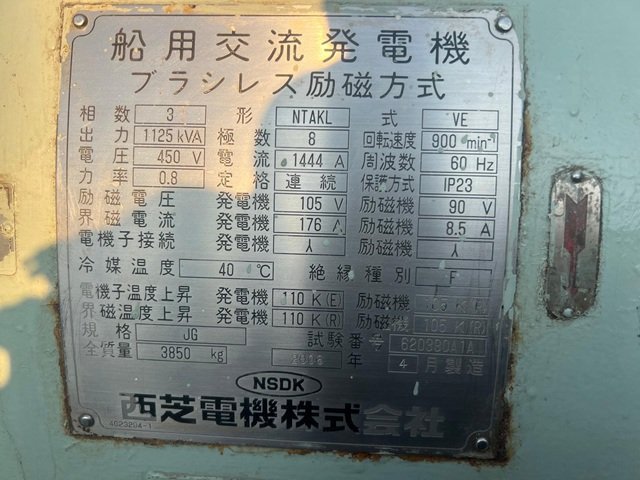 船用交流発電機
ブラシレス励磁方式
相数 3 形 NTAKL 式 VE
出力 1125 kVA 極数 8 回転速度 900 min⁻¹
電圧 450 V 電流 1444 A 周波数 60 Hz
力率 0.8 定格 連続 保護方式 IP23
励磁電圧 発電機 105 V 励磁機 90 V
界磁電流 発電機 176 A 励磁機 8.5 A
電機子接続 発電機 人 励磁機 人
冷媒温度 40 ℃ 絶縁種別 F
電機子温度上昇 発電機 110 K(E) 励磁機 105 K(E)
界磁温度上昇 発電機 110 K(R) 励磁機 105 K(R)
規格 JG 試験番号
全質量 3850 kg 年 4 月製造
NSDK
西芝電機株式会社
4G23294-1